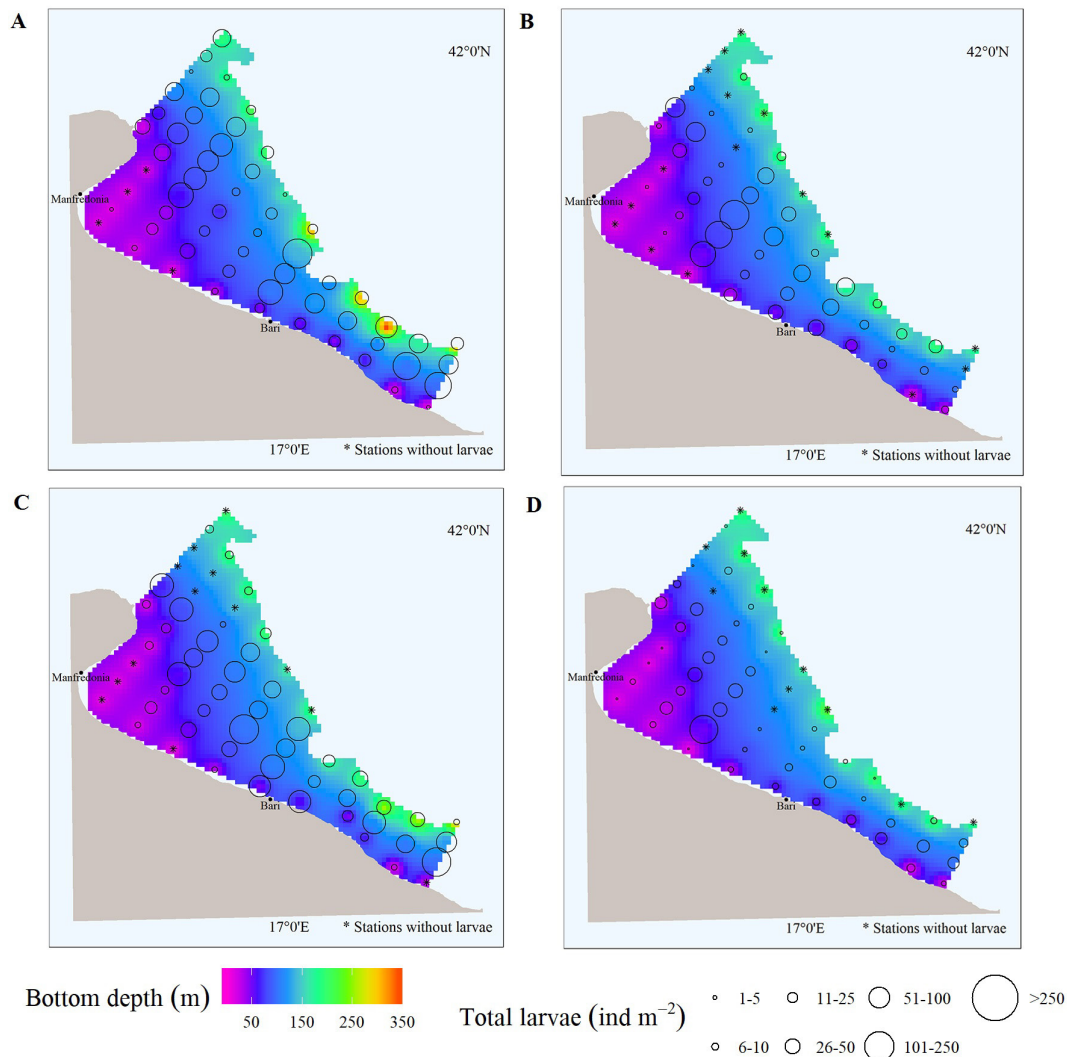 A
42°0'N
Manfredonia
Bari
17°0'E
* Stations without larvae
B
42°0'N
Manfredonia
Bari
17°0'E
* Stations without larvae
C
42°0'N
Manfredonia
Bari
17°0'E
* Stations without larvae
D
42°0'N
Manfredonia
Bari
17°0'E
* Stations without larvae
Bottom depth (m)
50 150 250 350
Total larvae (ind m⁻²)
1-5 11-25 51-100 >250
6-10 26-50 101-250